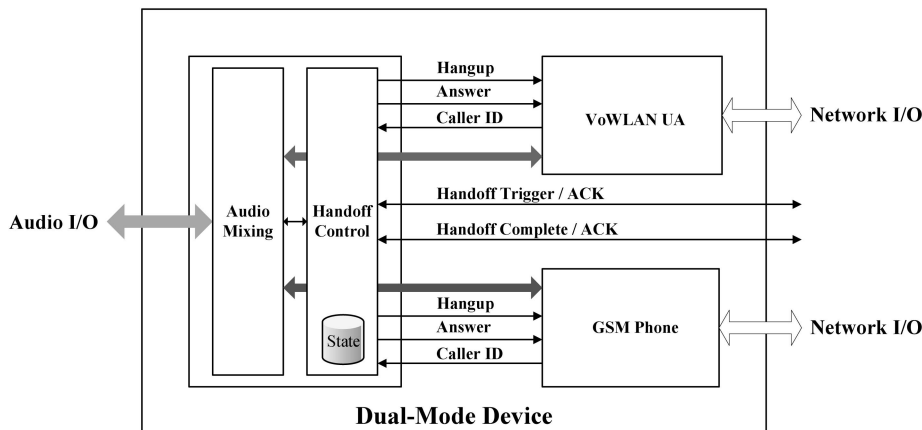 Hangup
Answer
Caller ID
VoWLAN UA
Network I/O
Handoff Trigger / ACK
Audio I/O
Audio
Mixing
Handoff
Control
Handoff Complete / ACK
Hangup
Answer
Caller ID
State
GSM Phone
Network I/O
Dual-Mode Device